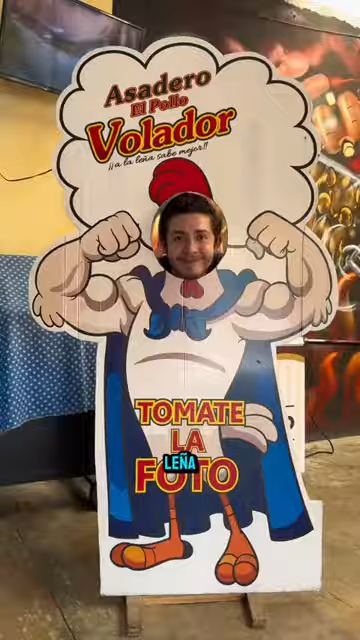 Asadero
El Pollo
Volador
¡¡a la leña sabe mejor!!
TOMATE
LA
LEÑA
FOTO